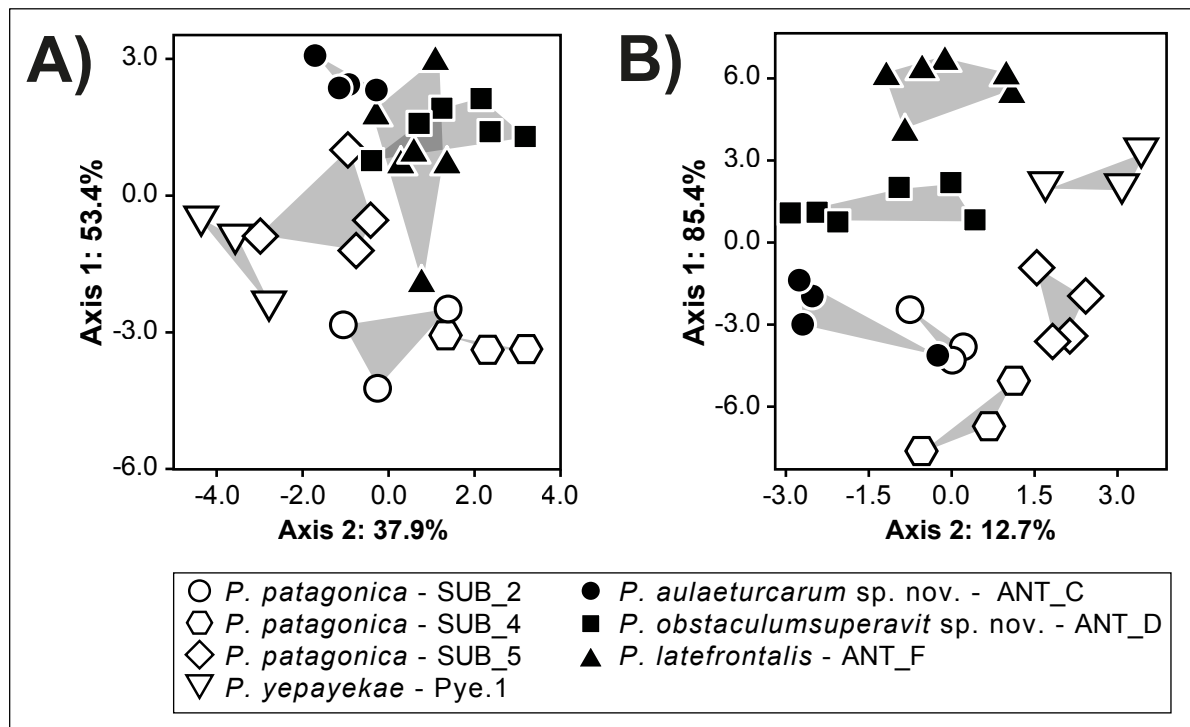 A)
3.0
0.0
-3.0
-6.0
Axis 1: 53.4%
-4.0 -2.0 0.0 2.0 4.0
Axis 2: 37.9%
B)
6.0
3.0
0.0
-3.0
-6.0
Axis 1: 85.4%
-3.0 -1.5 0.0 1.5 3.0
Axis 2: 12.7%
P. patagonica - SUB_2
P. patagonica - SUB_4
P. patagonica - SUB_5
P. yepayekae - Pye.1
P. aulaeturcarum sp. nov. - ANT_C
P. obstaculumsuperavit sp. nov. - ANT_D
P. latefrontalis - ANT_F